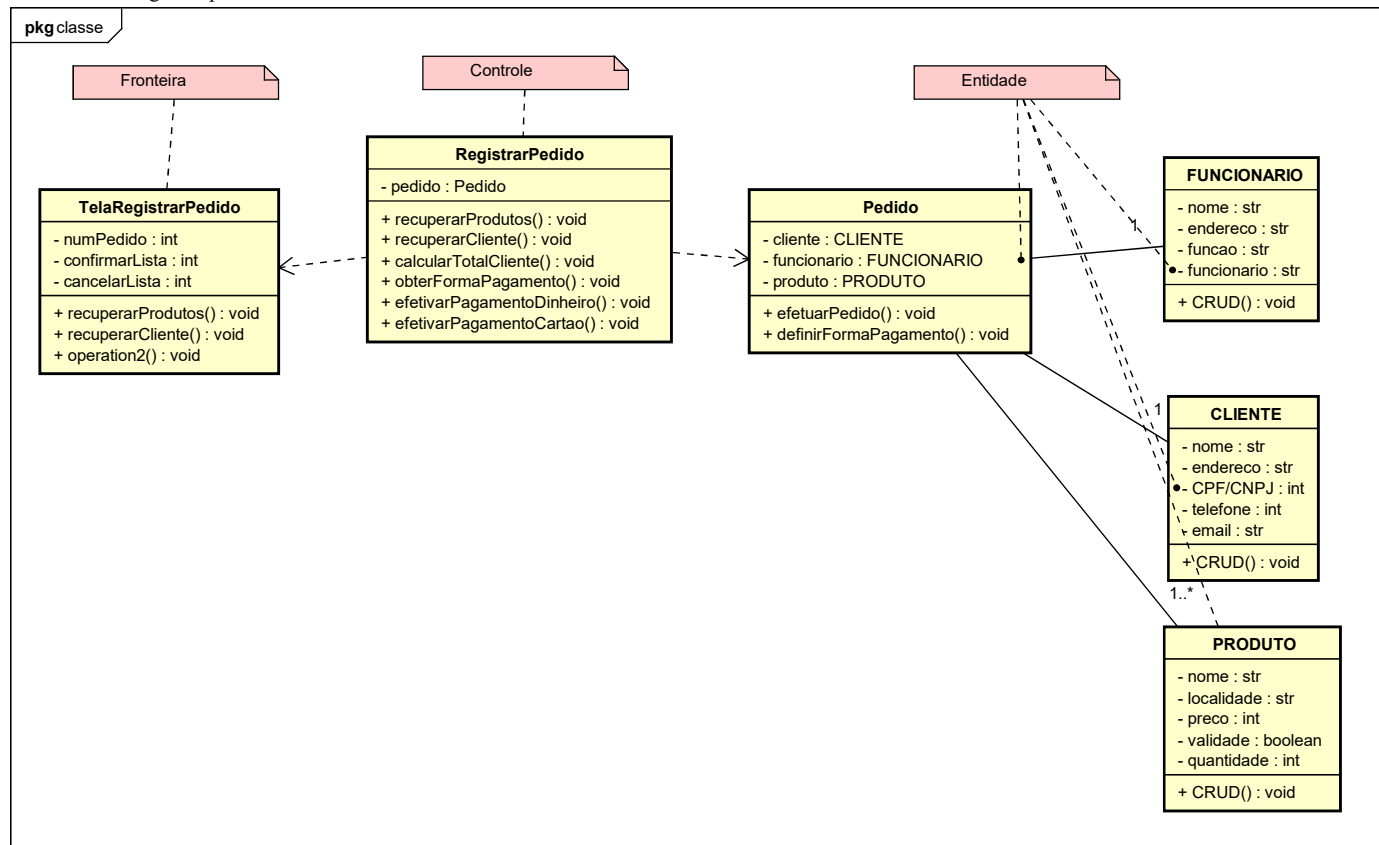 pkg classe
Fronteira
Controle
Entidade
TelaRegistrarPedido
- numPedido : int
- confirmarLista : int
- cancelarLista : int
+ recuperarProdutos() : void
+ recuperarCliente() : void
+ operation2() : void
RegistrarPedido
- pedido : Pedido
+ recuperarProdutos() : void
+ recuperarCliente() : void
+ calcularTotalCliente() : void
+ obterFormaPagamento() : void
+ efetivarPagamentoDinheiro() : void
+ efetivarPagamentoCartao() : void
Pedido
- cliente : CLIENTE
- funcionario : FUNCIONARIO
- produto : PRODUTO
+ efetuarPedido() : void
+ definirFormaPagamento() : void
1
FUNCIONARIO
- nome : str
- endereco : str
- funcao : str
- funcionario : str
+ CRUD() : void
1
CLIENTE
- nome : str
- endereco : str
- CPF/CNPJ : int
- telefone : int
- email : str
+ CRUD() : void
1..*
PRODUTO
- nome : str
- localidade : str
- preco : int
- validade : boolean
- quantidade : int
+ CRUD() : void